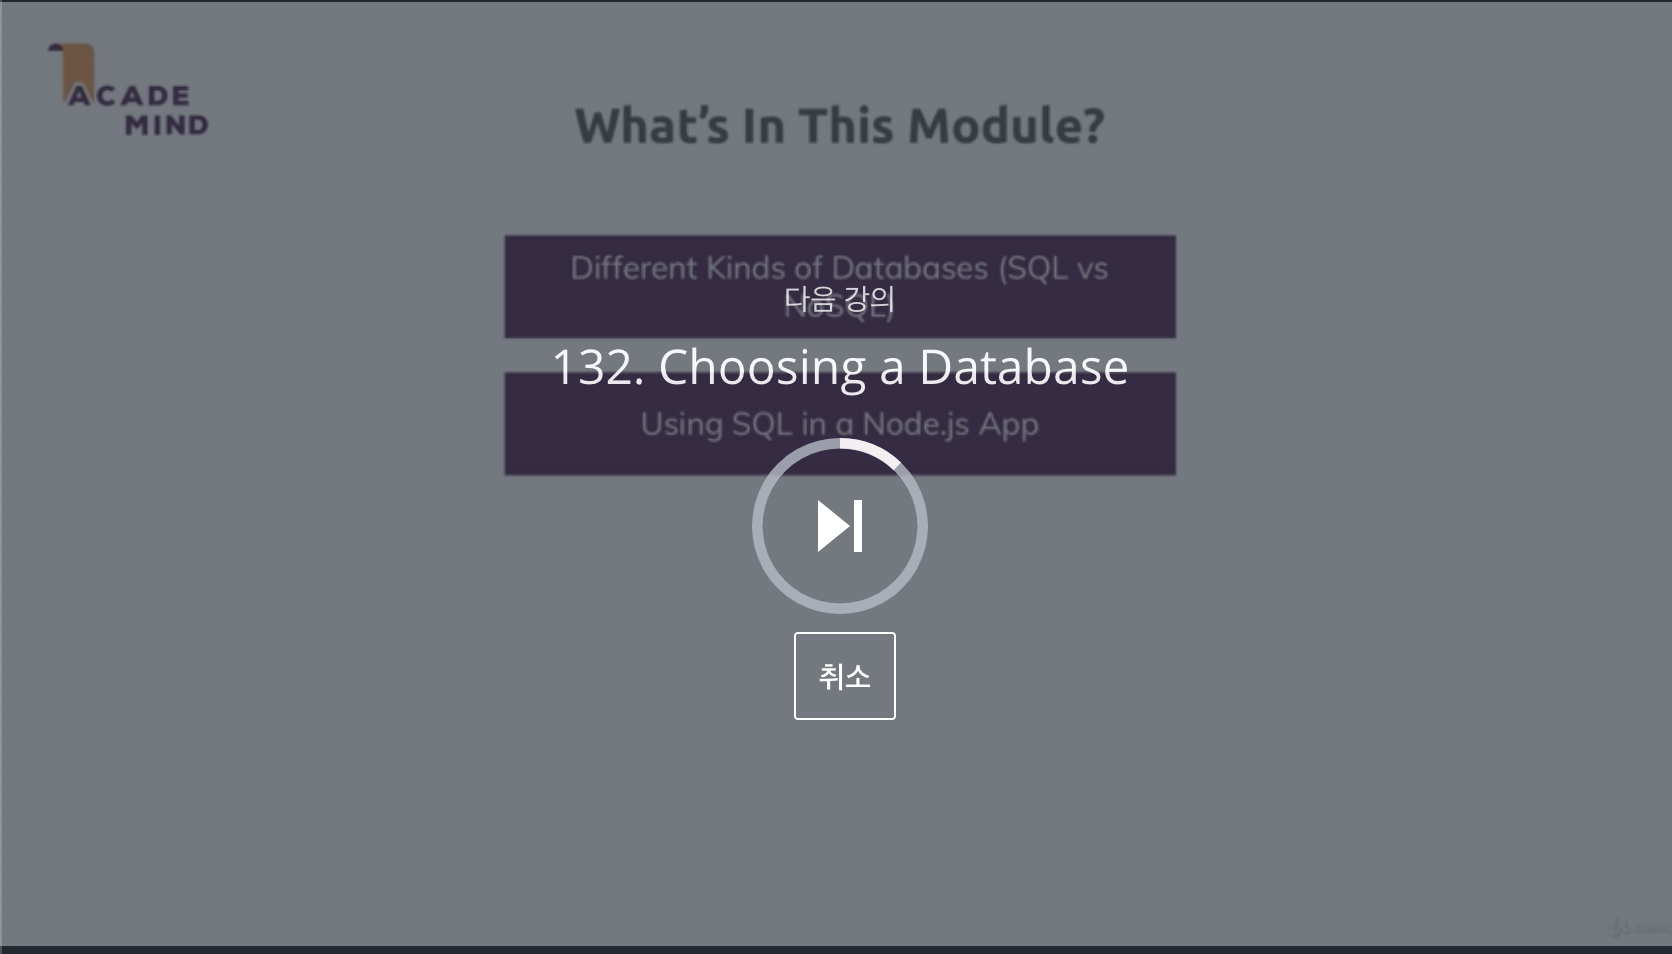 ACADE
MIND
What's In This Module?
Different Kinds of Databases (SQL vs
NoSQL)
다음 강의
132. Choosing a Database
Using SQL in a Node.js App
취소